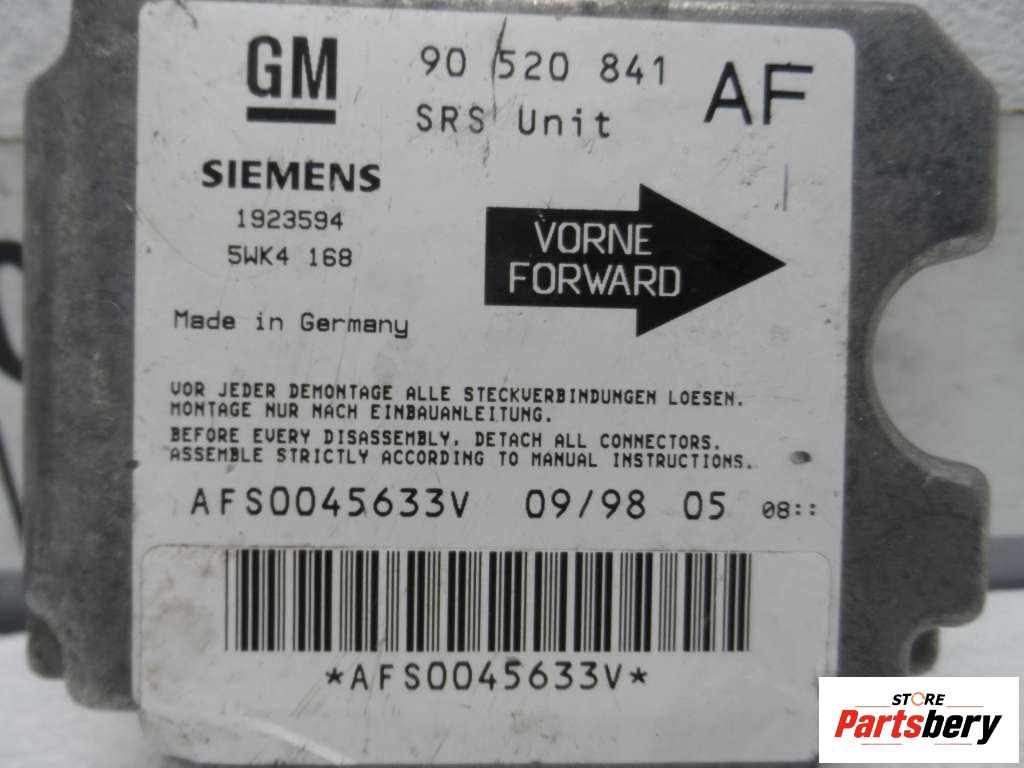 GM
90 520 841
AF
SRS Unit
SIEMENS
1923594
5WK4 168
VORNE
FORWARD
Made in Germany
VOR JEDER DEMONTAGE ALLE STECKVERBINDUNGEN LOESEN.
MONTAGE NUR NACH EINBAUANLEITUNG.
BEFORE EVERY DISASSEMBLY, DETACH ALL CONNECTORS.
ASSEMBLE STRICTLY ACCORDING TO MANUAL INSTRUCTIONS.
AFS0045633V 09/98 05 08::
*AFS0045633V*
STORE
Partsbery